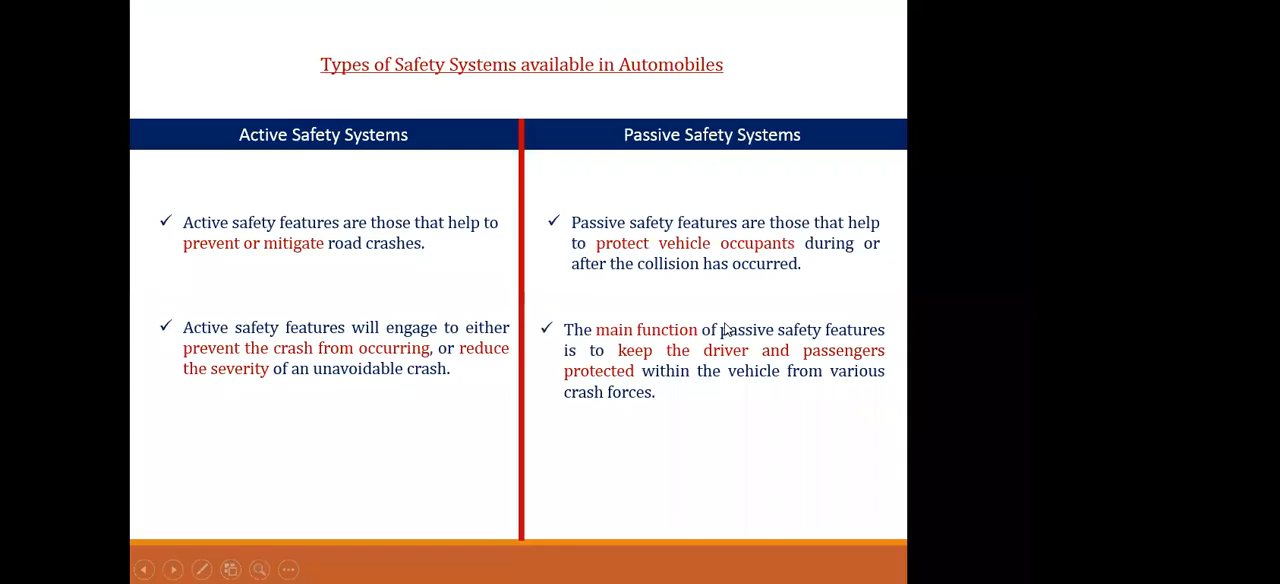 Types of Safety Systems available in Automobiles
Active Safety Systems
Passive Safety Systems
✓ Active safety features are those that help to
prevent or mitigate road crashes.
✓ Active safety features will engage to either
prevent the crash from occurring, or reduce
the severity of an unavoidable crash.
✓ Passive safety features are those that help
to protect vehicle occupants during or
after the collision has occurred.
✓ The main function of passive safety features
is to keep the driver and passengers
protected within the vehicle from various
crash forces.